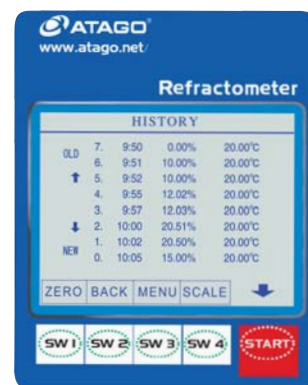 ATAGO®
www.atago.net/
Refractometer
HISTORY
OLD 7. 9:50 0.00% 20.00°C
6. 9:51 10.00% 20.00°C
5. 9:52 10.00% 20.00°C
4. 9:55 12.02% 20.00°C
3. 9:57 12.03% 20.00°C
2. 10:00 20.51% 20.00°C
NEW 1. 10:02 20.50% 20.00°C
0. 10:05 15.00% 20.00°C
ZERO BACK MENU SCALE
SW 1 SW 2 SW 3 SW 4 START